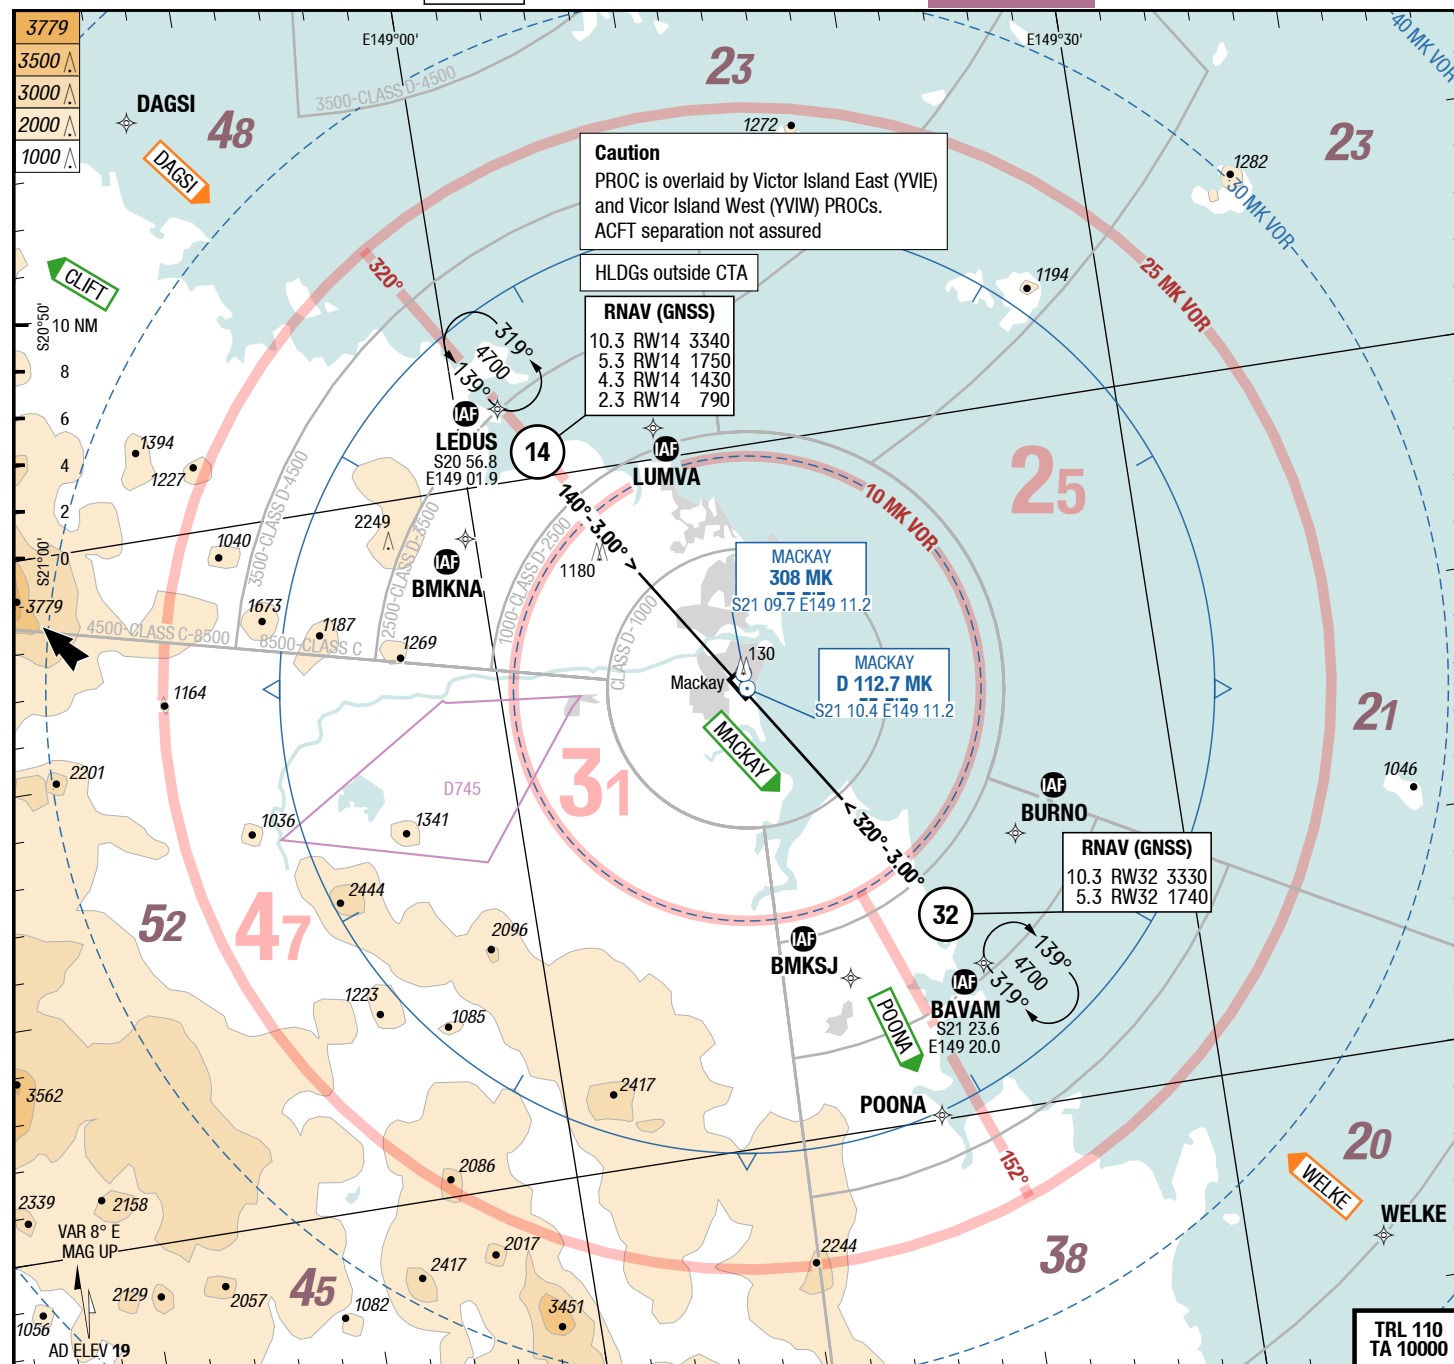 3779
3500
3000
2000
1000
E149°00'
E149°30'
23
40 MK VOR
3500-CLASS D-4500
DAGSI
48
DAGSI
1272
23
1282
30 MK VOR
Caution
PROC is overlaid by Victor Island East (YVIE)
and Vicor Island West (YVIW) PROCs.
ACFT separation not assured
HLDGs outside CTA
CLIFT
320°
25 MK VOR
1194
S20°50'
10 NM
8
6
4
2
0
S21°00'
RNAV (GNSS)
10.3 RW14 3340
5.3 RW14 1750
4.3 RW14 1430
2.3 RW14 790
319°
4700
139°
IAF
LEDUS
S20 56.8
E149 01.9
14
IAF
LUMVA
1394
1227
25
10 MK VOR
140°-3.00° >
3500-CLASS D-4500
2249
2500-CLASS D-3500
1000-CLASS D-2500
1040
IAF
BMKNA
1180
MACKAY
308 MK
S21 09.7 E149 11.2
3779
4500-CLASS C-8500
1673
1187
8500-CLASS C
1269
CLASS D-1000
130
Mackay
MACKAY
D 112.7 MK
S21 10.4 E149 11.2
1164
21
MACKAY
2201
D745
31
1046
IAF
BURNO
1036
1341
< 320°-3.00°
RNAV (GNSS)
10.3 RW32 3330
5.3 RW32 1740
2444
52
47
2096
32
IAF
BMKSJ
139°
4700
319°
IAF
BAVAM
S21 23.6
E149 20.0
1223
1085
POONA
3562
2417
POONA
152°
20
2086
WELKE
2339
2158
WELKE
VAR 8° E
MAG UP
2017
2244
38
2417
45
2129
2057
1082
3451
1056
AD ELEV 19
TRL 110
TA 10000